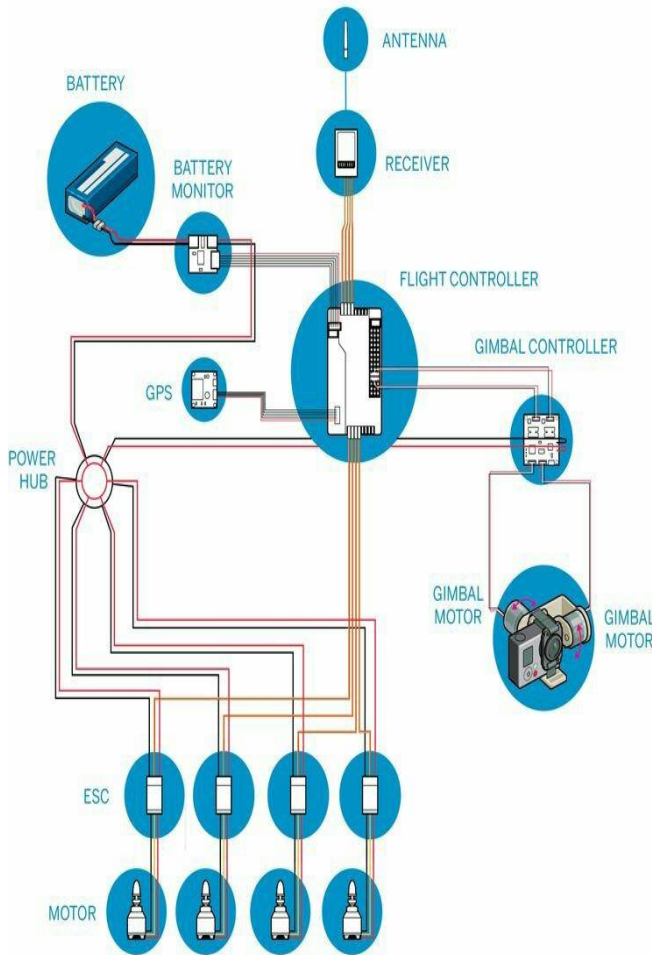 ANTENNA
BATTERY
BATTERY
MONITOR
RECEIVER
FLIGHT CONTROLLER
GIMBAL CONTROLLER
GPS
POWER
HUB
GIMBAL
MOTOR
GIMBAL
MOTOR
ESC
MOTOR